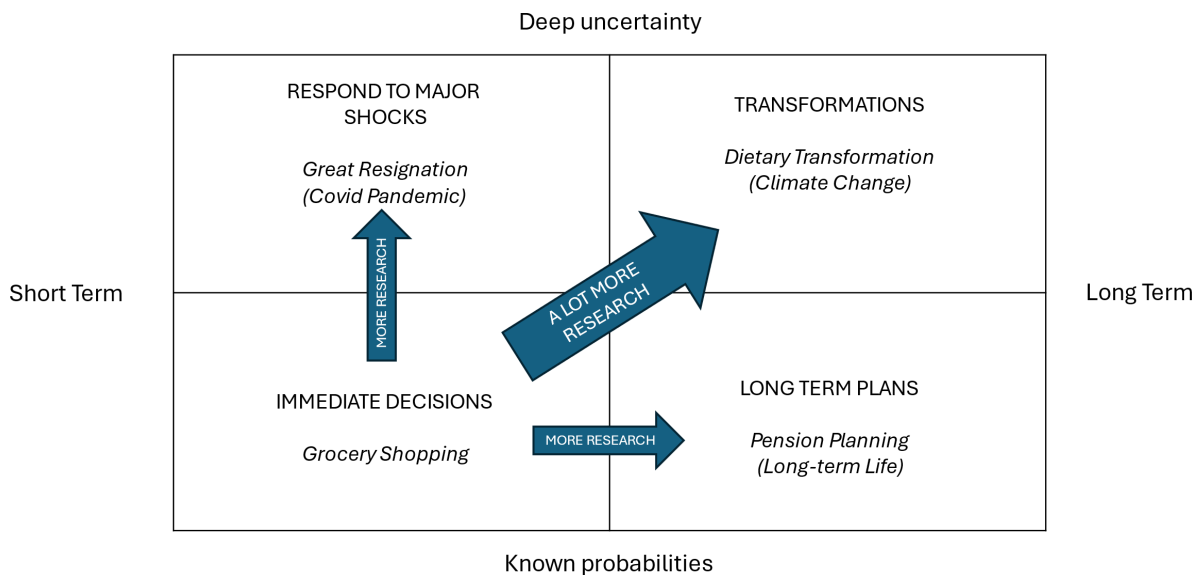 Deep uncertainty
RESPOND TO MAJOR
SHOCKS
Great Resignation
(Covid Pandemic)
TRANSFORMATIONS
Dietary Transformation
(Climate Change)
MORE RESEARCH
A LOT MORE
RESEARCH
Short Term
Long Term
IMMEDIATE DECISIONS
Grocery Shopping
MORE RESEARCH
LONG TERM PLANS
Pension Planning
(Long-term Life)
Known probabilities